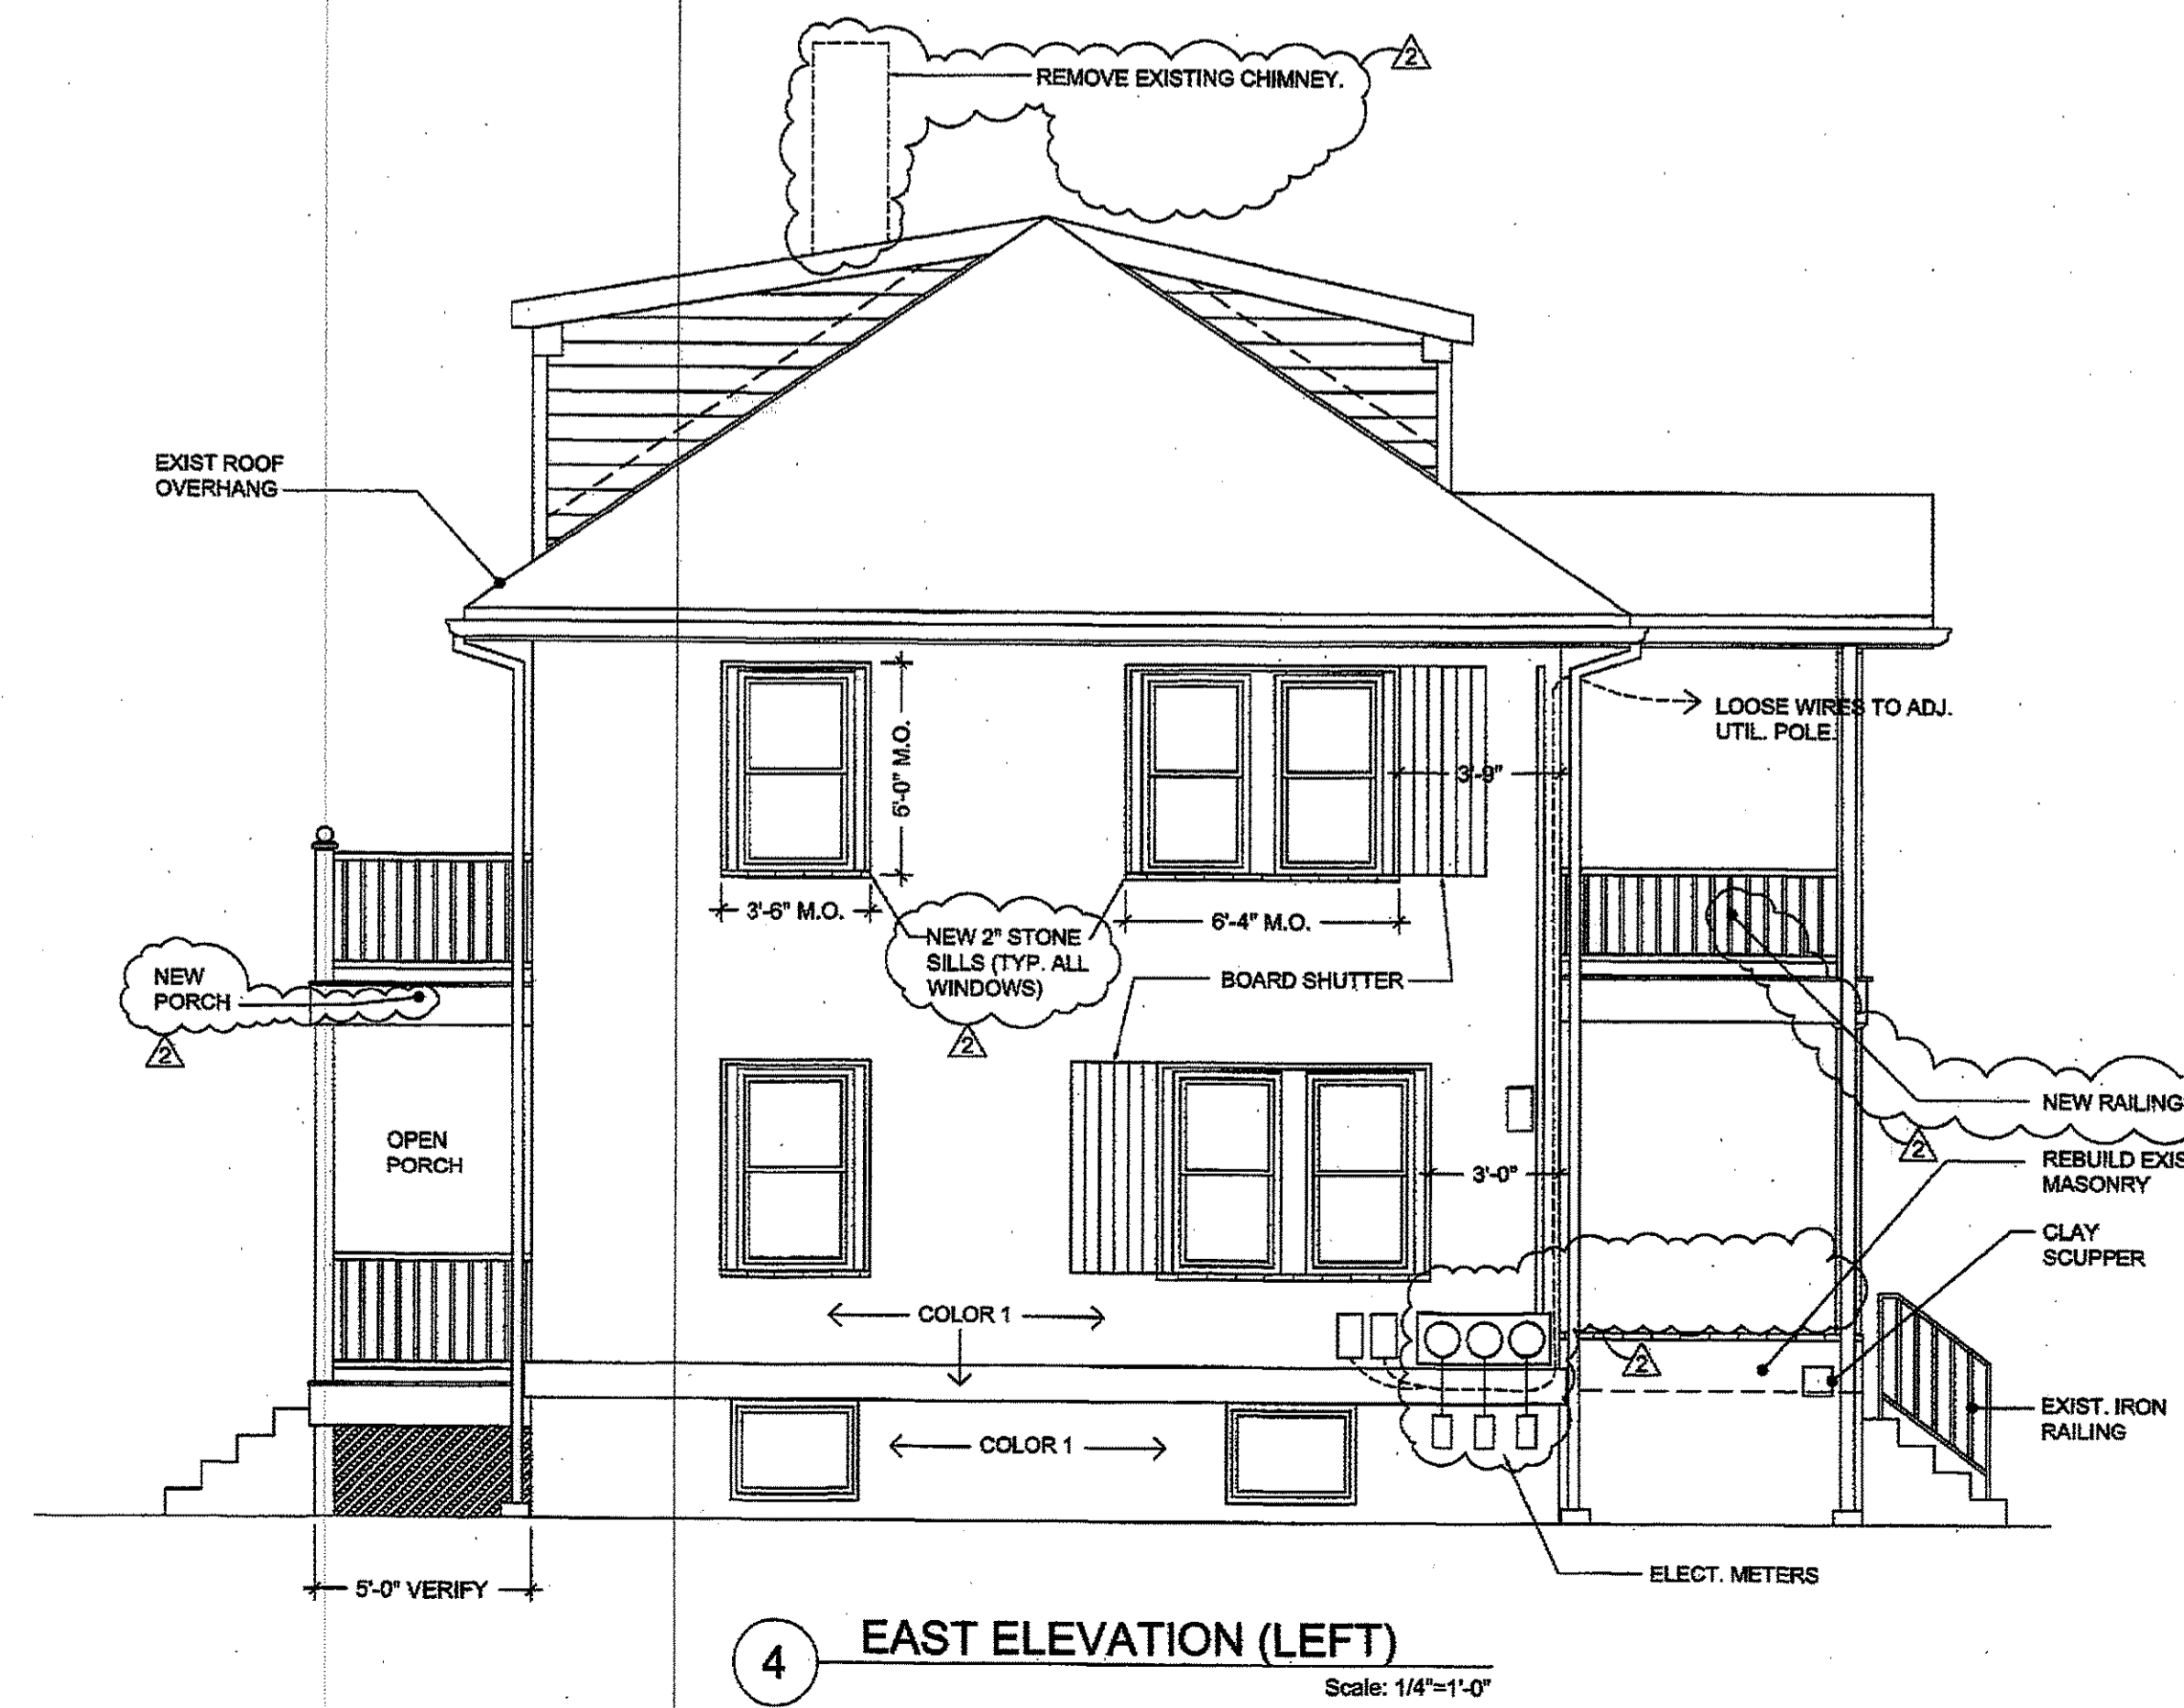 REMOVE EXISTING CHIMNEY.
2
EXIST ROOF
OVERHANG
LOOSE WIRES TO ADJ.
UTIL. POLE.
3'-9"
3'-6" M.O.
6'-4" M.O.
NEW 2" STONE
SILLS (TYP. ALL
WINDOWS)
2
BOARD SHUTTER
NEW
PORCH
2
OPEN
PORCH
NEW RAILING
2
3'-0"
REBUILD EXIS
MASONRY
CLAY
SCUPPER
COLOR 1
2
EXIST. IRON
RAILING
COLOR 1
ELECT. METERS
5'-0" VERIFY
4
EAST ELEVATION (LEFT)
Scale: 1/4"=1'-0"